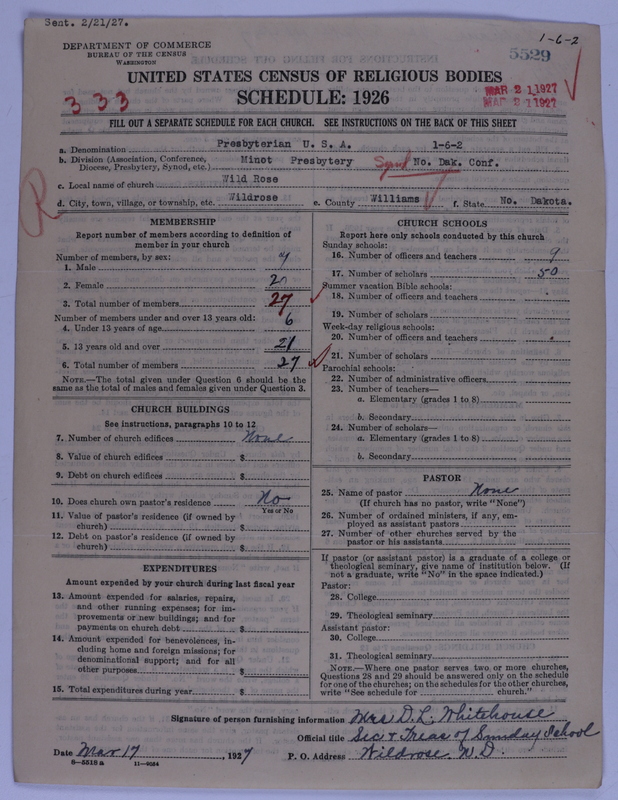 Sent. 2/21/27.
1-6-2
DEPARTMENT OF COMMERCE
BUREAU OF THE CENSUS
WASHINGTON
5529
UNITED STATES CENSUS OF RELIGIOUS BODIES
SCHEDULE: 1926
MAR 21 1927
MAR 21 1927
333
FILL OUT A SEPARATE SCHEDULE FOR EACH CHURCH. SEE INSTRUCTIONS ON THE BACK OF THIS SHEET
a. Denomination Presbyterian U. S. A. 1-6-2
b. Division (Association, Conference, Diocese, Presbytery, Synod, etc.) Minot Presbytery Synod No. Dak. Conf.
c. Local name of church Wild Rose
d. City, town, village, or township, etc. Wildrose e. County Williams f. State No. Dakota.
R
MEMBERSHIP
Report number of members according to definition of
member in your church
Number of members, by sex:
1. Male 7
2. Female 20
3. Total number of members 27
Number of members under and over 13 years old:
4. Under 13 years of age 6
5. 13 years old and over 21
6. Total number of members 27
NOTE.—The total given under Question 6 should be the
same as the total of males and females given under Question 3.
CHURCH BUILDINGS
See instructions, paragraphs 10 to 12
7. Number of church edifices None
8. Value of church edifices $
9. Debt on church edifices $
10. Does church own pastor's residence No
Yes or No
11. Value of pastor's residence (if owned by
church) $
12. Debt on pastor's residence (if owned by
church) $
EXPENDITURES
Amount expended by your church during last fiscal year
13. Amount expended for salaries, repairs,
and other running expenses; for im-
provements or new buildings; and for
payments on church debt $
14. Amount expended for benevolences, in-
cluding home and foreign missions; for
denominational support; and for all
other purposes $
15. Total expenditures during year $
CHURCH SCHOOLS
Report here only schools conducted by this church
Sunday schools:
16. Number of officers and teachers 9
17. Number of scholars 50
Summer vacation Bible schools:
18. Number of officers and teachers
19. Number of scholars
Week-day religious schools:
20. Number of officers and teachers
21. Number of scholars
Parochial schools:
22. Number of administrative officers
23. Number of teachers—
a. Elementary (grades 1 to 8)
b. Secondary
24. Number of scholars—
a. Elementary (grades 1 to 8)
b. Secondary
PASTOR
25. Name of pastor None
(If church has no pastor, write "None")
26. Number of ordained ministers, if any, em-
ployed as assistant pastors
27. Number of other churches served by the
pastor or his assistants
If pastor (or assistant pastor) is a graduate of a college or
theological seminary, give name of institution below. (If
not a graduate, write "No" in the space indicated.)
Pastor:
28. College
29. Theological seminary
Assistant pastor:
30. College
31. Theological seminary
NOTE.—Where one pastor serves two or more churches,
Questions 28 and 29 should be answered only on the schedule
for one of the churches; on the schedules for the other churches,
write "See schedule for church."
Signature of person furnishing information Mrs D. L. Whitehouse
Official title Sec & Treas of Sunday School
Date Mar 17, 1927 P. O. Address Wildrose N.D.
8—5518 a 11—9084